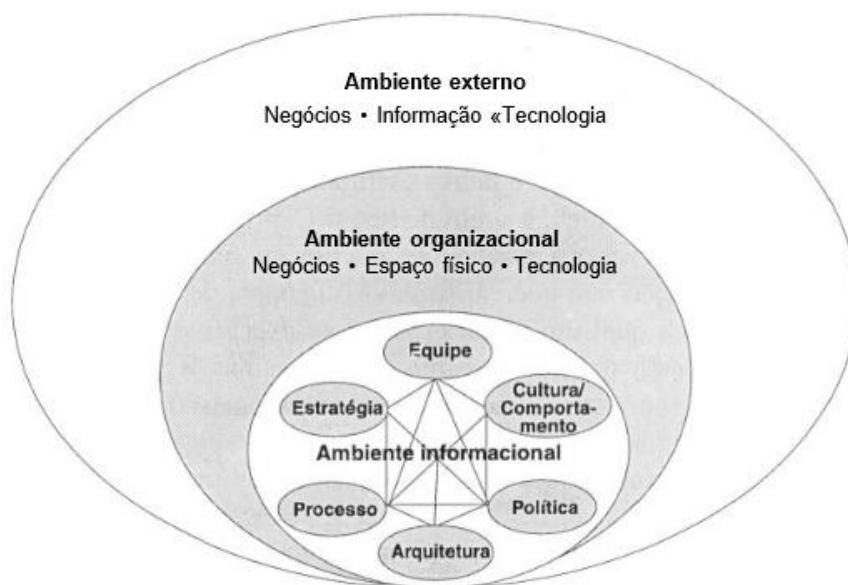 Ambiente externo
Negócios • Informação «Tecnologia
Ambiente organizacional
Negócios • Espaço físico • Tecnologia
Equipe
Estratégia
Cultura/
Comporta-
mento
Ambiente informacional
Processo
Política
Arquitetura